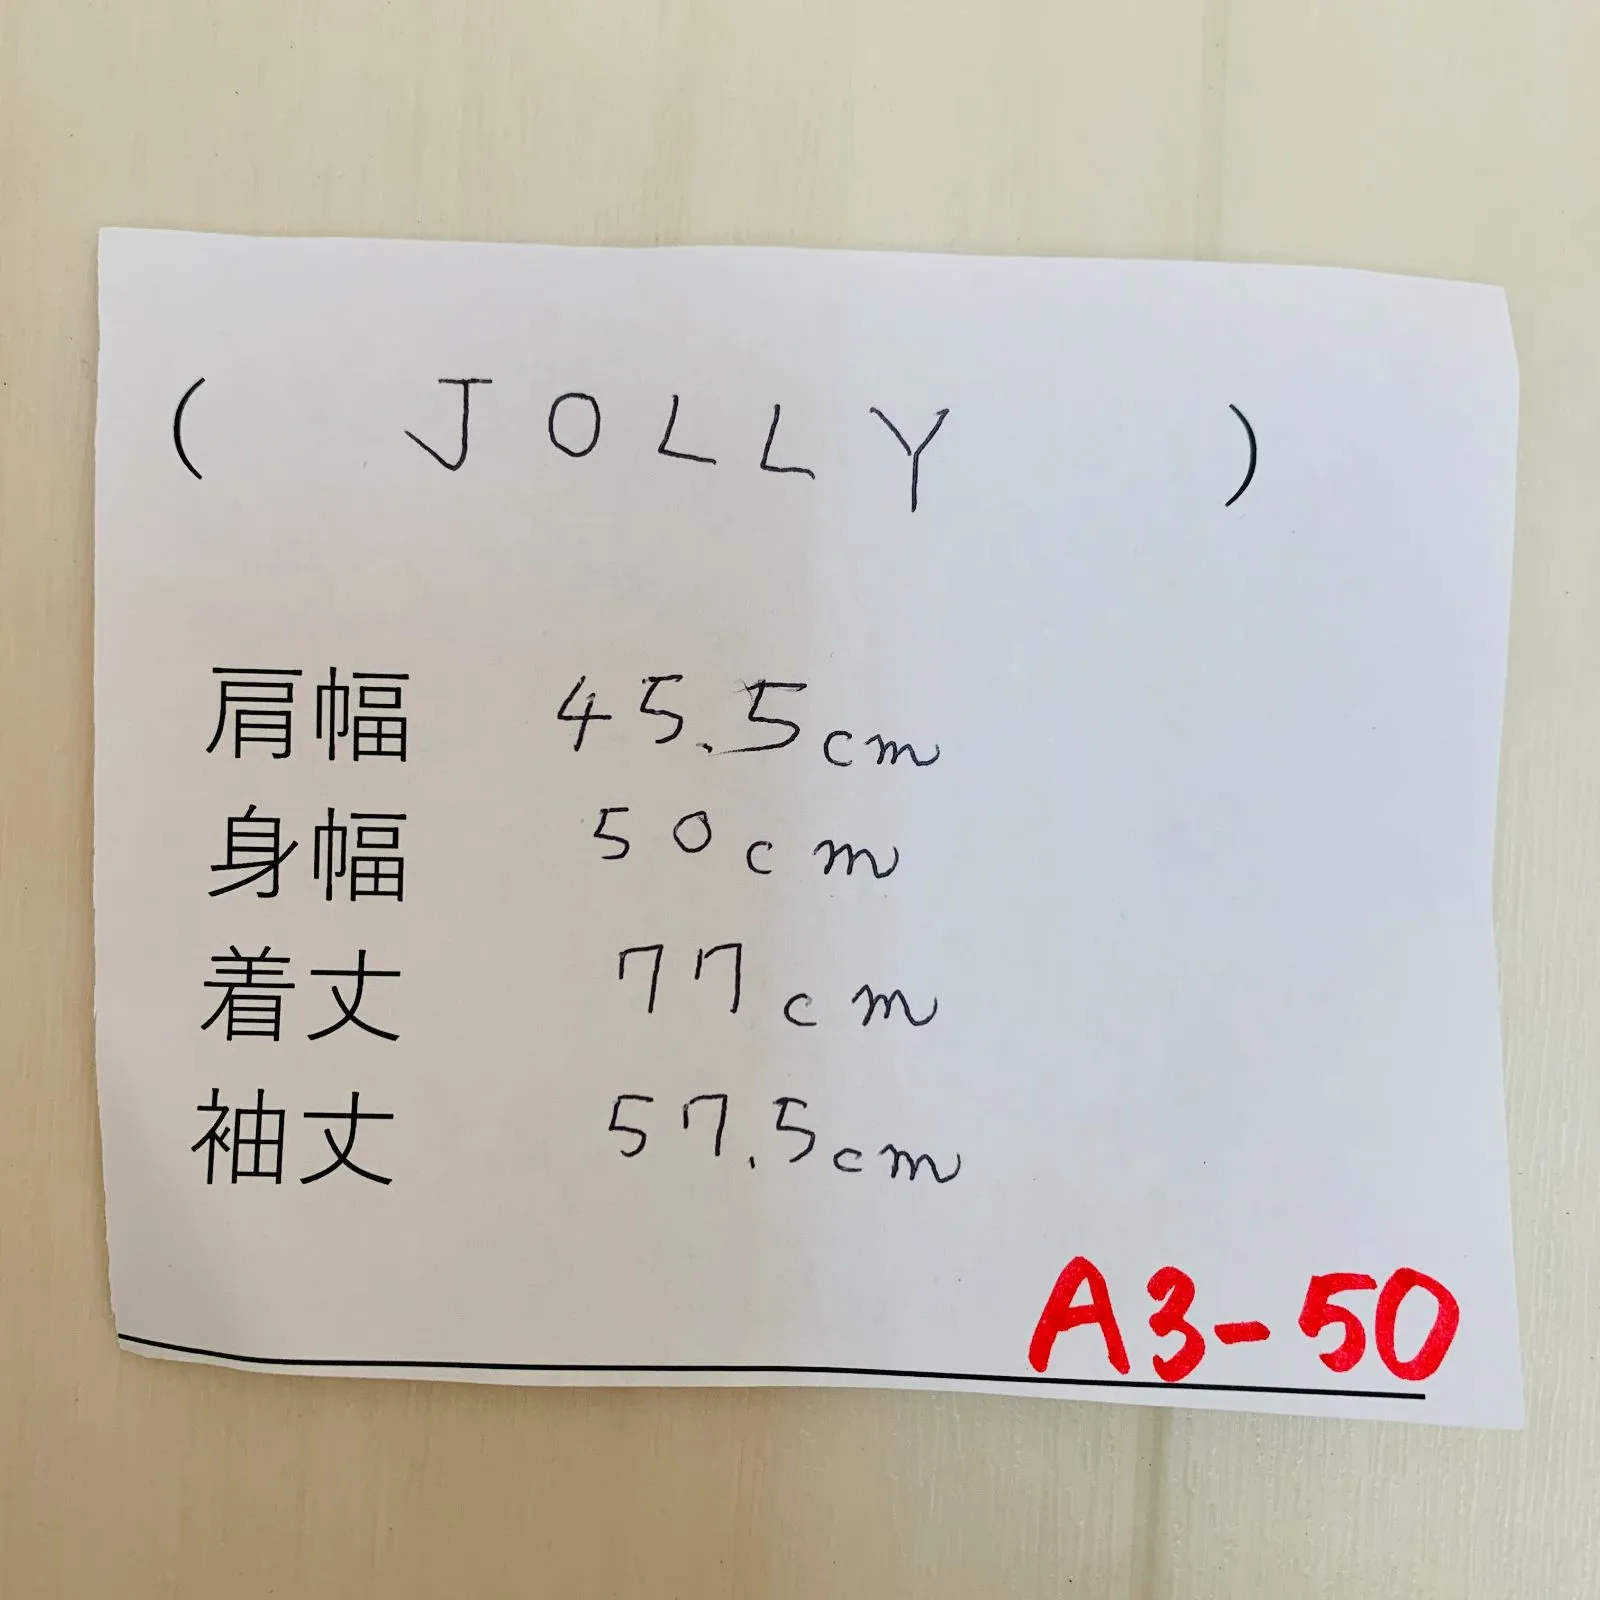 ( JOLLY )
肩幅 45.5cm
身幅 50cm
着丈 77cm
袖丈 57.5cm
A3-50